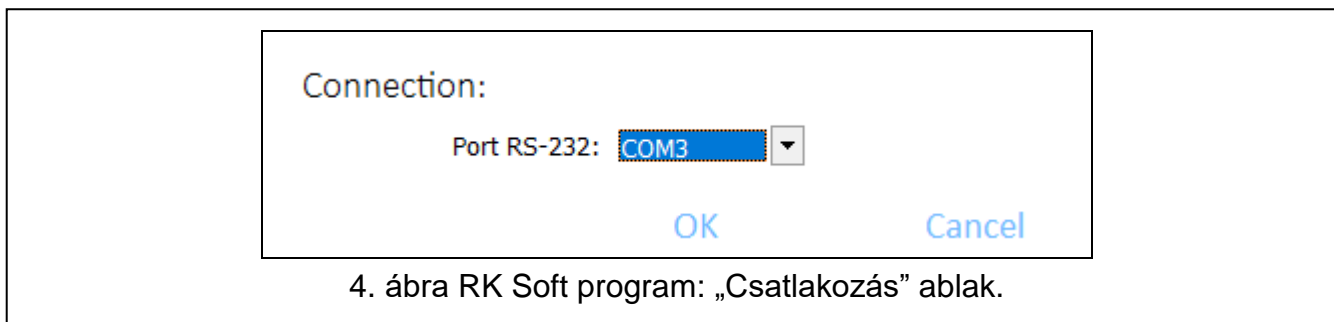 Connection:
Port RS-232: COM3
OK Cancel
4. ábra RK Soft program: „Csatlakozás” ablak.